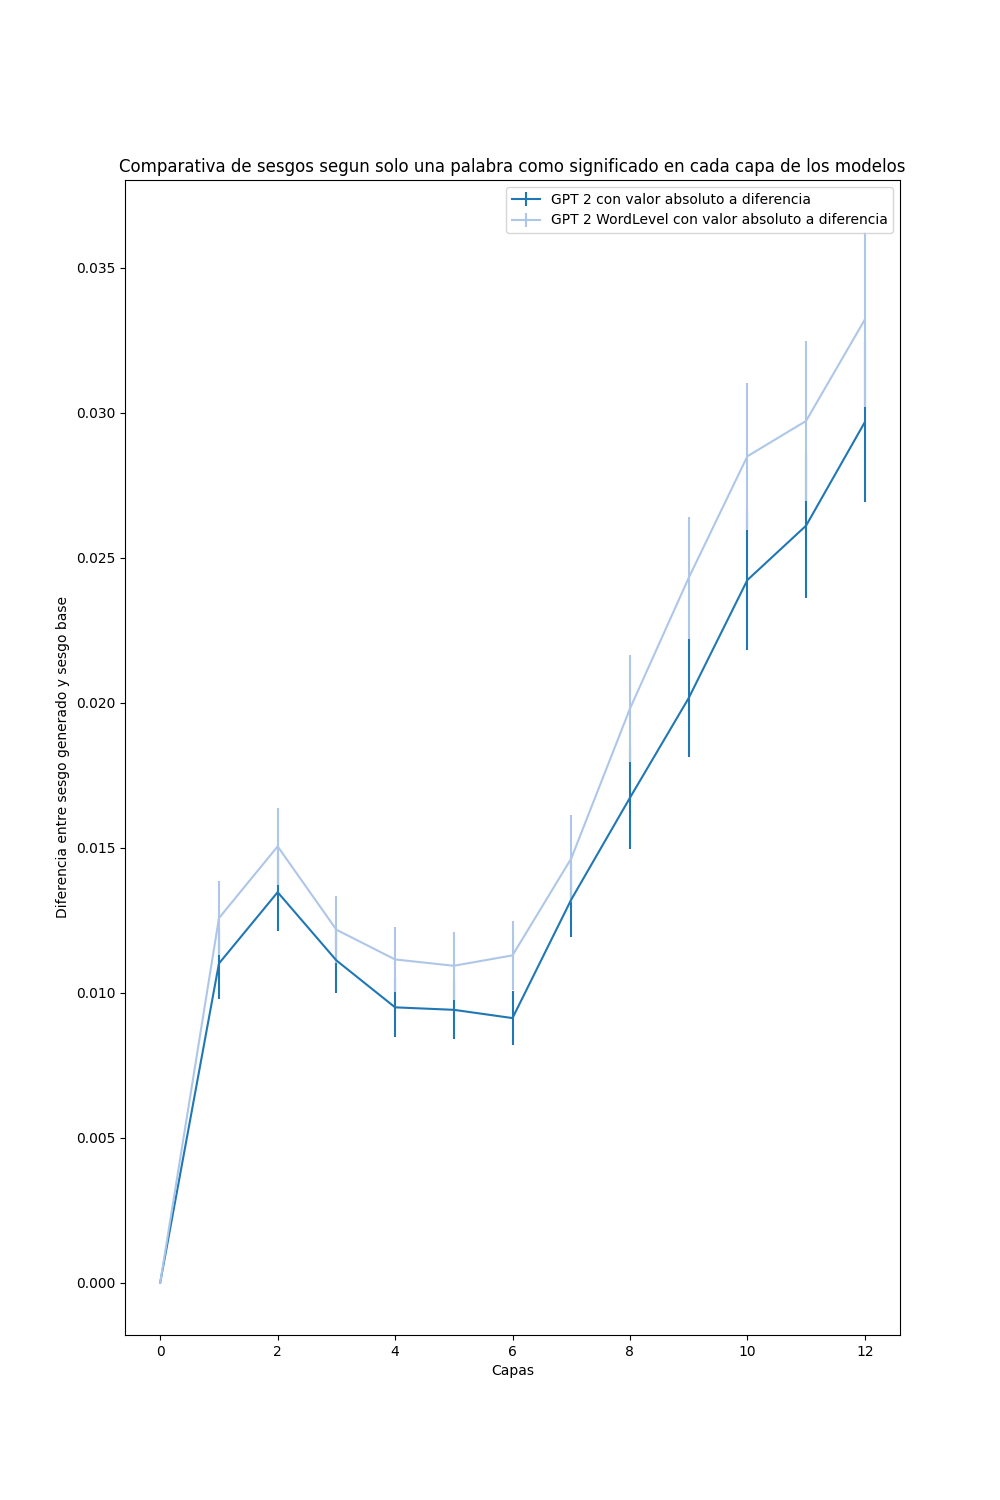 Comparativa de sesgos segun solo una palabra como significado en cada capa de los modelos
GPT 2 con valor absoluto a diferencia
GPT 2 WordLevel con valor absoluto a diferencia
0.035
0.030
0.025
0.020
0.015
0.010
0.005
0.000
Diferencia entre sesgo generado y sesgo base
0 2 4 6 8 10 12
Capas